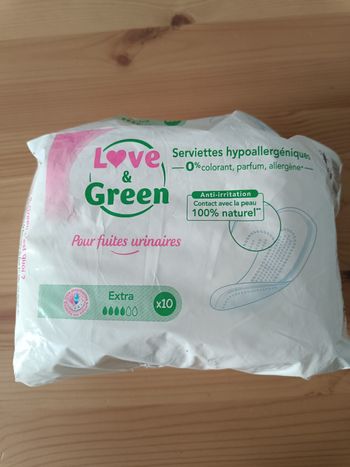 Love
&
Green
Serviettes hypoallergéniques
0% colorant, parfum, allergène*
Anti-irritation
Contact avec la peau
100% naturel**
Pour fuites urinaires
Extra
x10